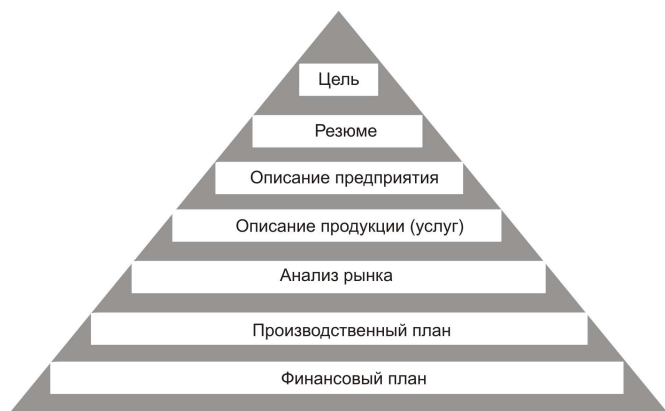 Цель
Резюме
Описание предприятия
Описание продукции (услуг)
Анализ рынка
Производственный план
Финансовый план